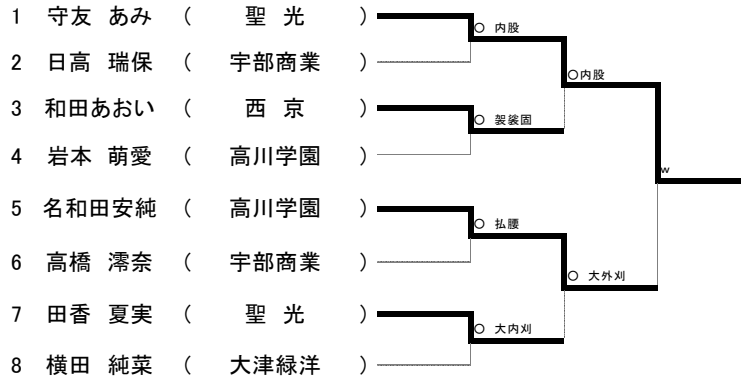 1 守友 あみ ( 聖 光 )
○ 内股
2 日高 瑞保 ( 宇部商業 )
○内股
3 和田あおい ( 西 京 )
○ 袈裟固
4 岩本 萌愛 ( 高川学園 )
w
5 名和田安純 ( 高川学園 )
○ 払腰
6 高橋 澪奈 ( 宇部商業 )
○ 大外刈
7 田香 夏実 ( 聖 光 )
○ 大内刈
8 横田 純菜 ( 大津緑洋 )